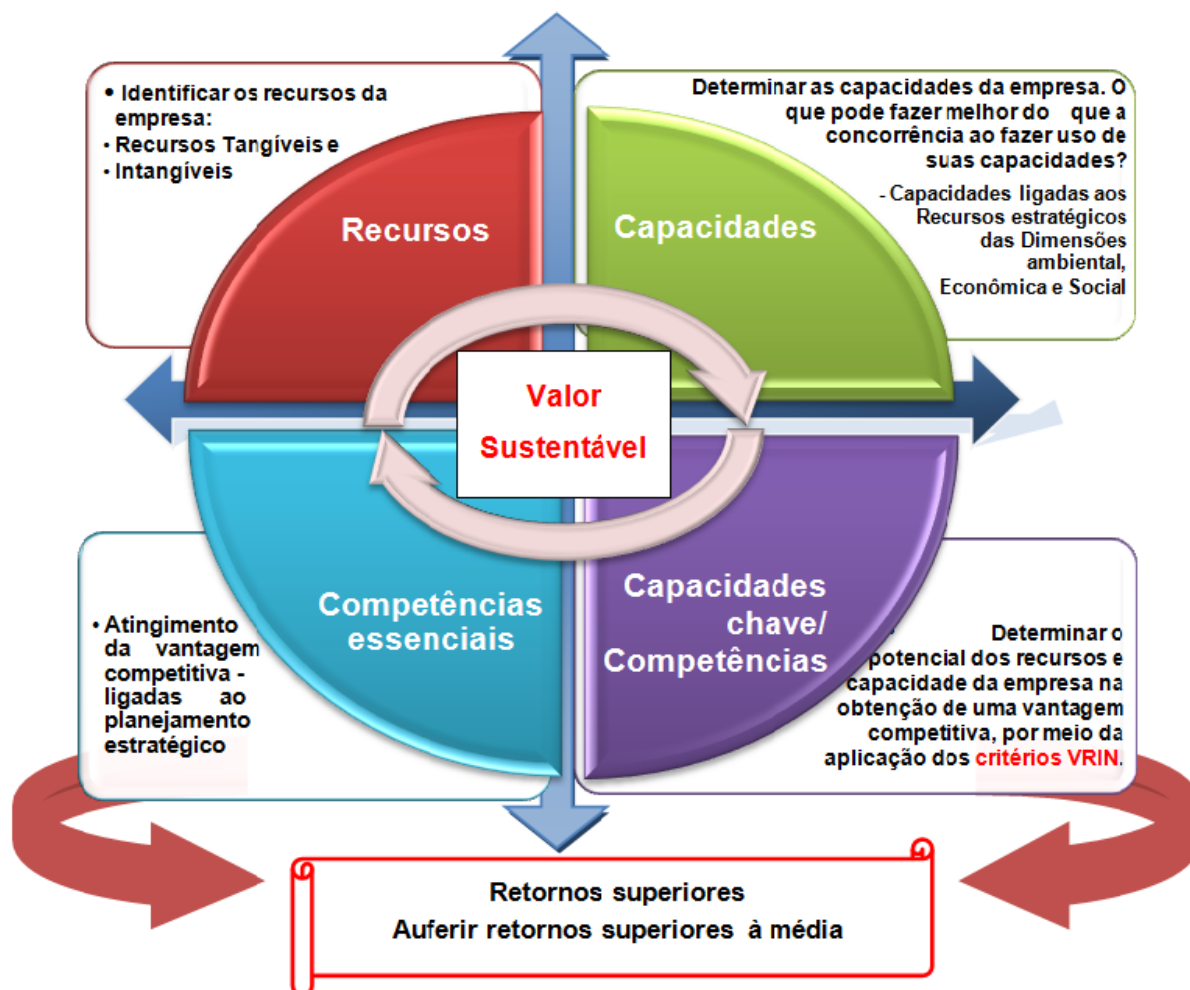 • Identificar os recursos da
empresa:
• Recursos Tangíveis e
• Intangíveis
Recursos
Determinar as capacidades da empresa. O
que pode fazer melhor do que a
concorrência ao fazer uso de
suas capacidades?
- Capacidades ligadas aos
Recursos estratégicos
das Dimensões
ambiental,
Econômica e Social
Capacidades
Valor
Sustentável
Competências
essenciais
• Atingimento
da vantagem
competitiva -
ligadas ao
planejamento
estratégico
Capacidades
chave/
Competências
Determinar o
potencial dos recursos e
capacidade da empresa na
obtenção de uma vantagem
competitiva, por meio da
aplicação dos critérios VRIN.
Retornos superiores
Auferir retornos superiores à média